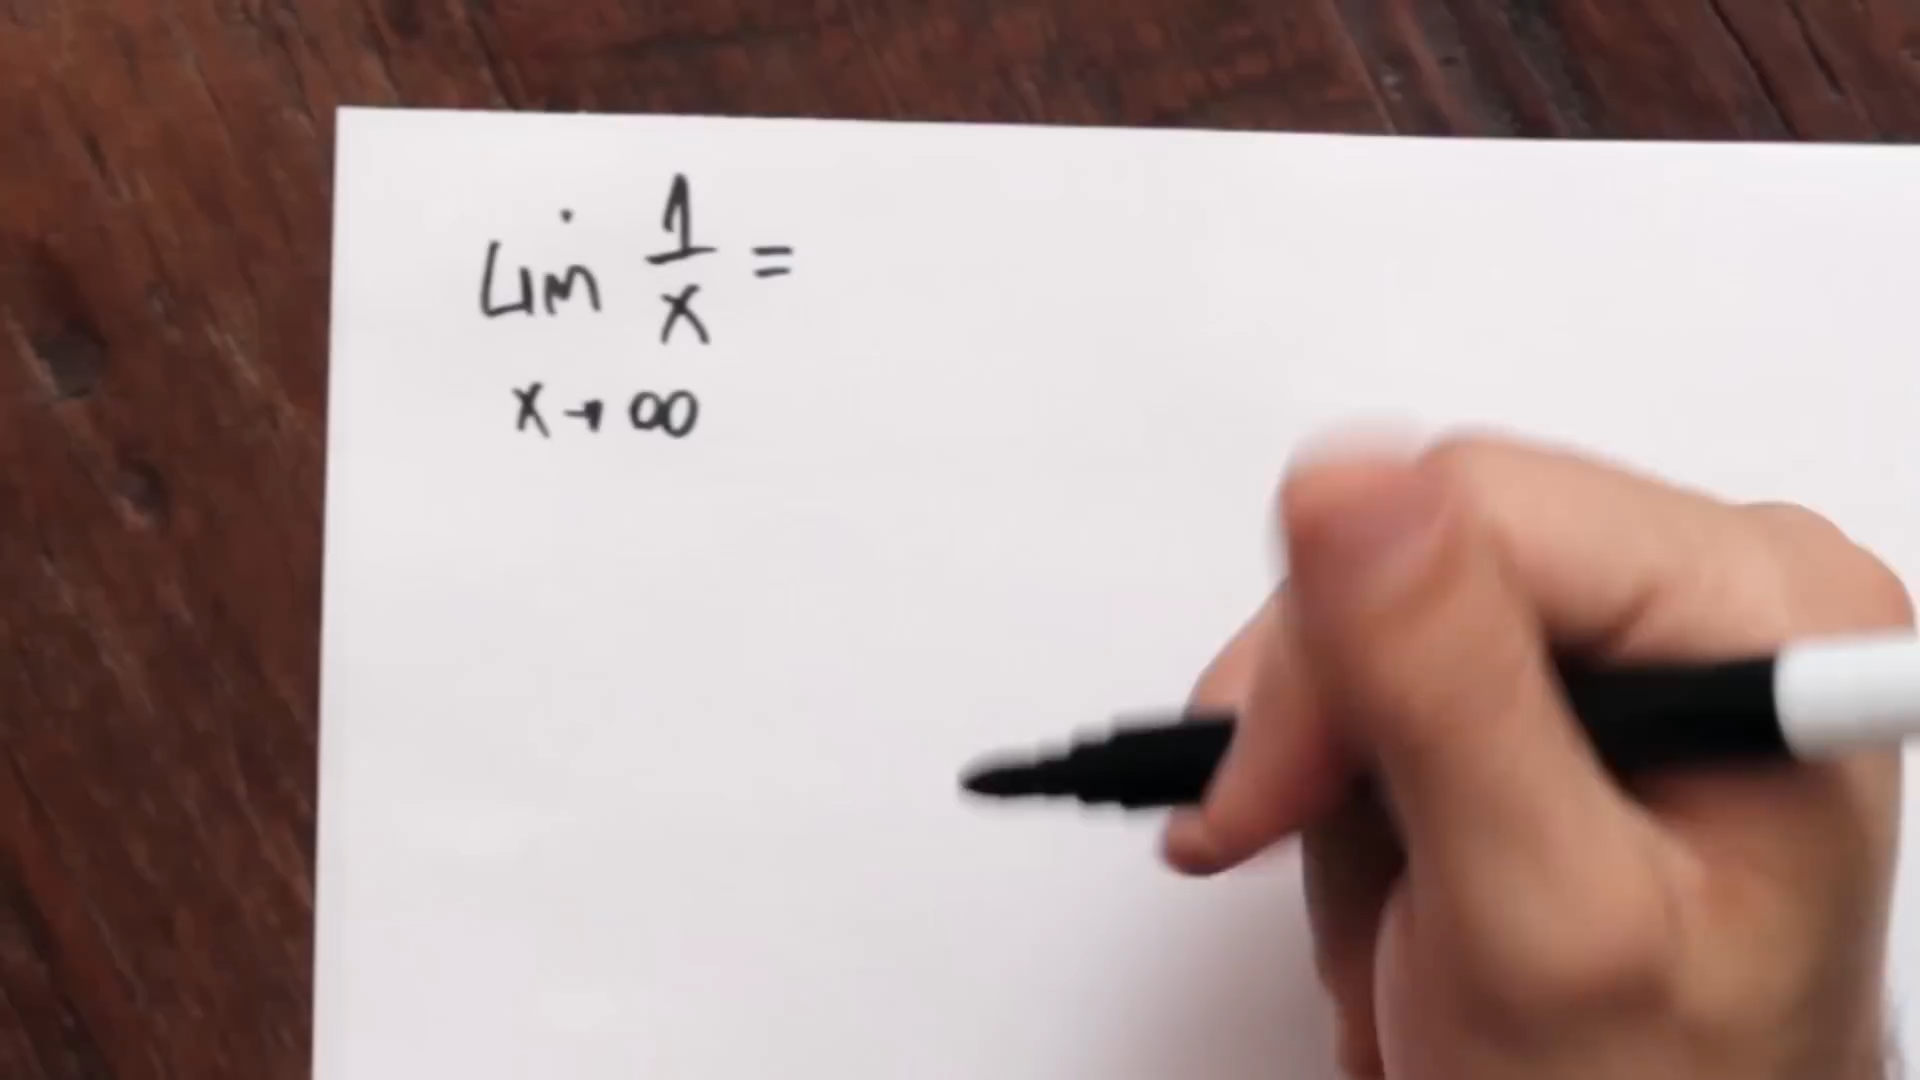 Lim 1/x =
x→∞